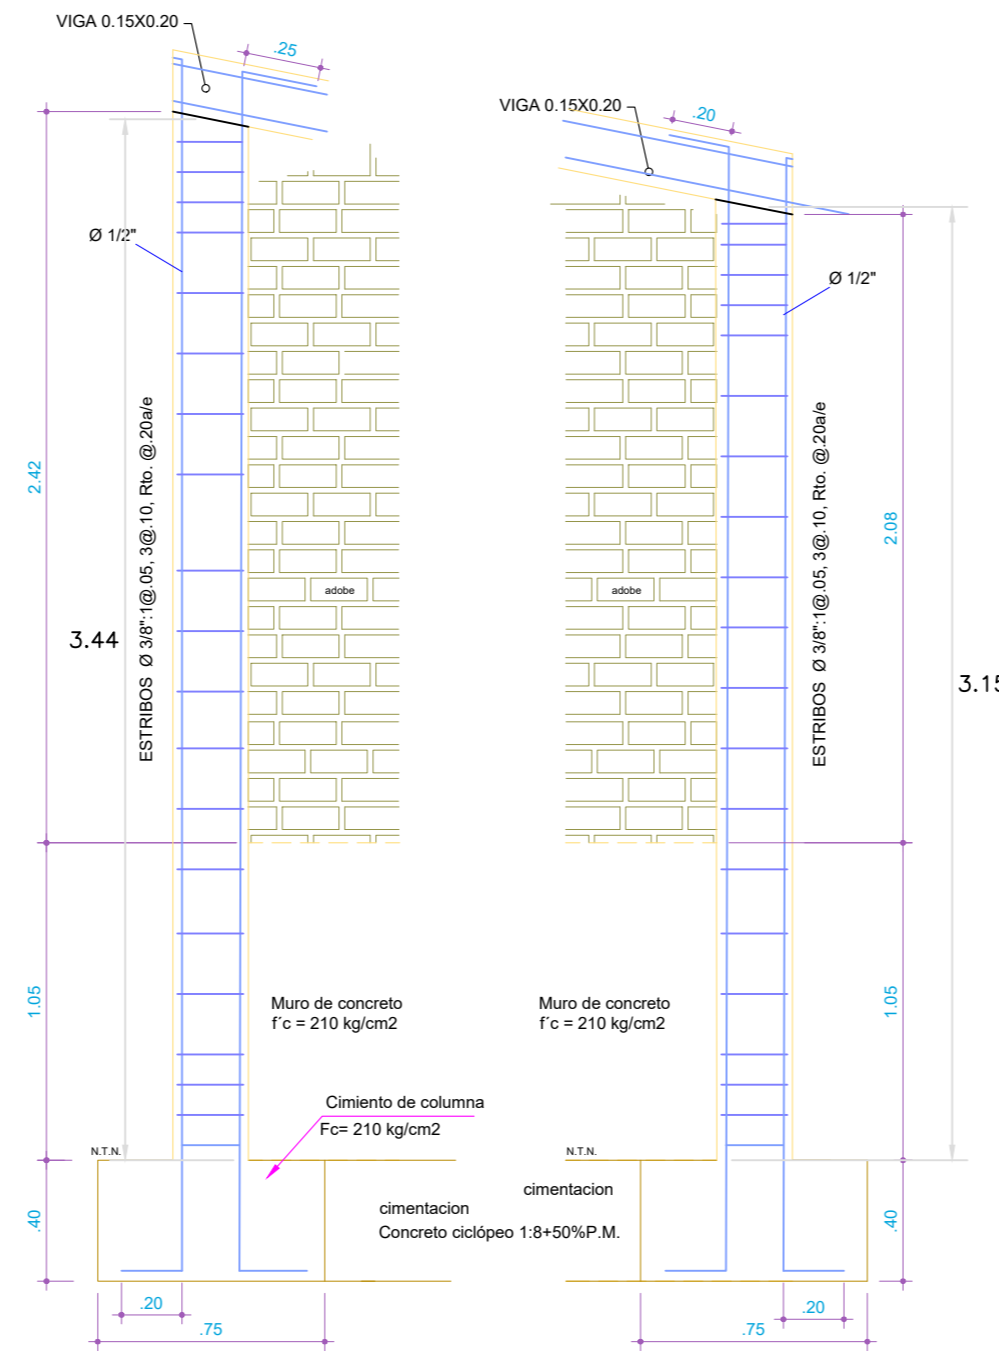 VIGA 0.15X0.20
.25
VIGA 0.15X0.20
.20
Ø 1/2"
Ø 1/2"
ESTRIBOS Ø 3/8":1@.05, 3@.10, Rto. @.20a/e
ESTRIBOS Ø 3/8":1@.05, 3@.10, Rto. @.20a/e
2.42
2.08
adobe
adobe
3.44
3.15
1.05
1.05
Muro de concreto
f´c = 210 kg/cm2
Muro de concreto
f´c = 210 kg/cm2
Cimiento de columna
Fc= 210 kg/cm2
N.T.N.
N.T.N.
cimentacion
cimentacion
Concreto ciclópeo 1:8+50%P.M.
.40
.40
.20
.20
.75
.75